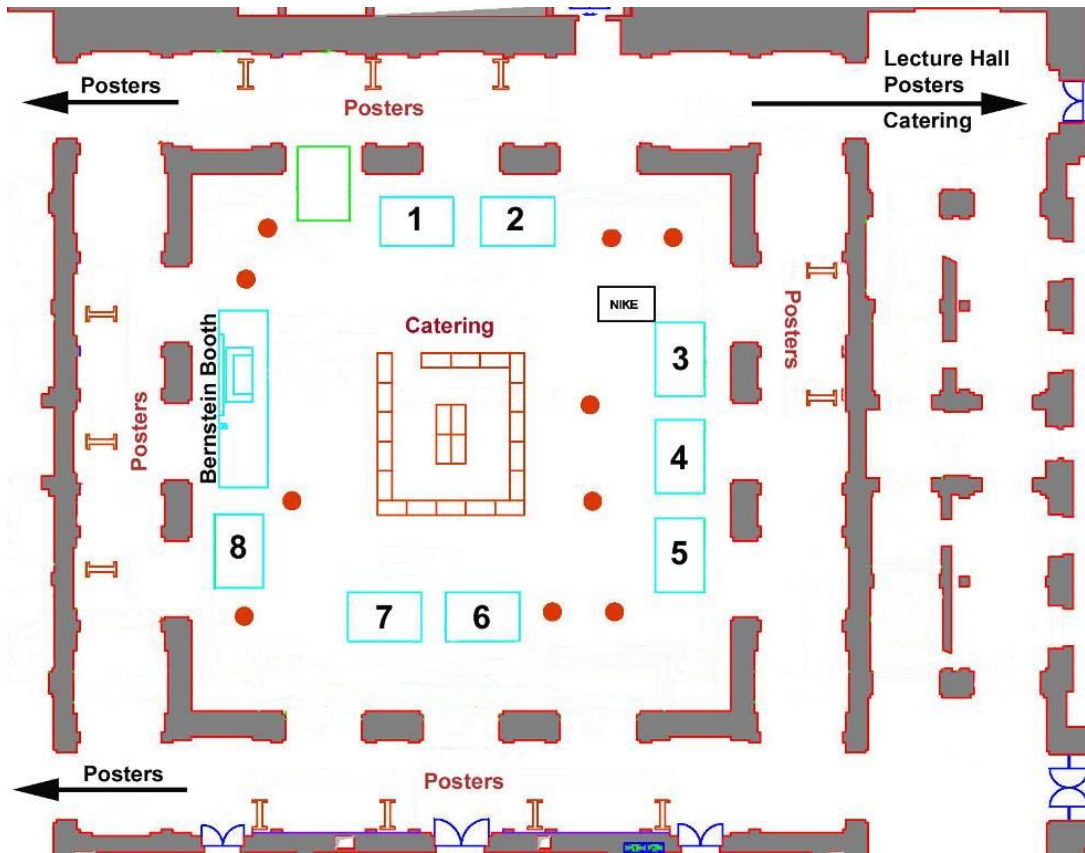 Lecture Hall
Posters
Posters
Catering
Posters
1
2
NIKE
Posters
Bernstein Booth
Catering
3
Posters
4
8
5
7
6
Posters
Posters